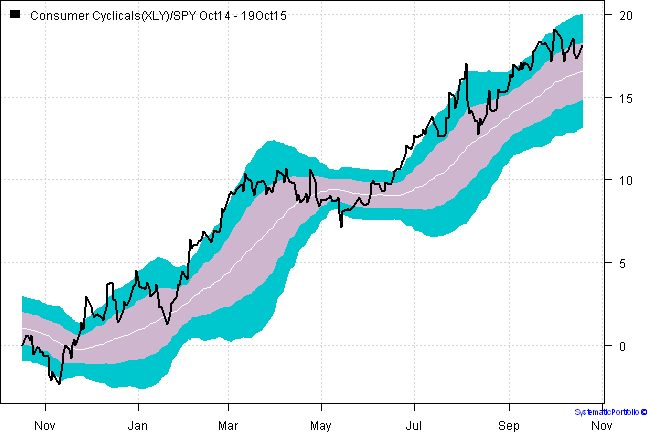 Consumer Cyclicals(XLY)/SPY Oct14 - 19Oct15
20
15
10
5
0
Nov Jan Mar May Jul Sep Nov
SystematicPortfolio ©